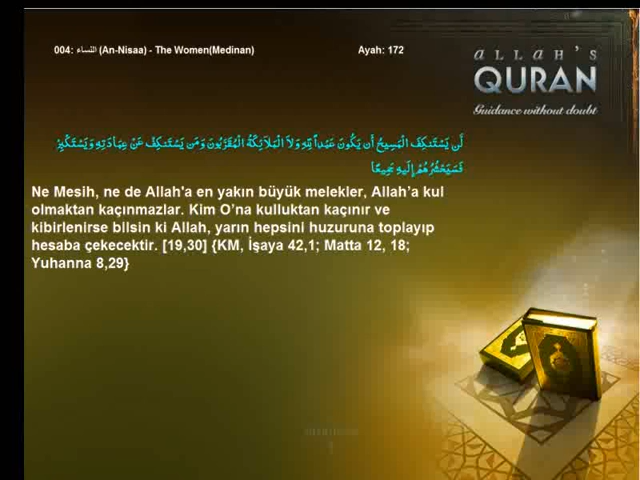 004: النساء (An-Nisaa) - The Women(Medinan) Ayah: 172
ALLAH'S
QURAN
Guidance without doubt
لَّن يَسْتَنكِفَ الْمَسِيحُ أَن يَكُونَ عَبْداً لِّلّهِ وَلاَ الْمَلآئِكَةُ الْمُقَرَّبُونَ وَمَن يَسْتَنكِفْ عَنْ عِبَادَتِهِ وَيَسْتَكْبِرْ
فَسَيَحْشُرُهُمْ إِلَيهِ جَمِيعًا
Ne Mesih, ne de Allah'a en yakın büyük melekler, Allah'a kul
olmaktan kaçınmazlar. Kim O'na kulluktan kaçınır ve
kibirlenirse bilsin ki Allah, yarın hepsini huzuruna toplayıp
hesaba çekecektir. [19,30] {KM, İşaya 42,1; Matta 12, 18;
Yuhanna 8,29}